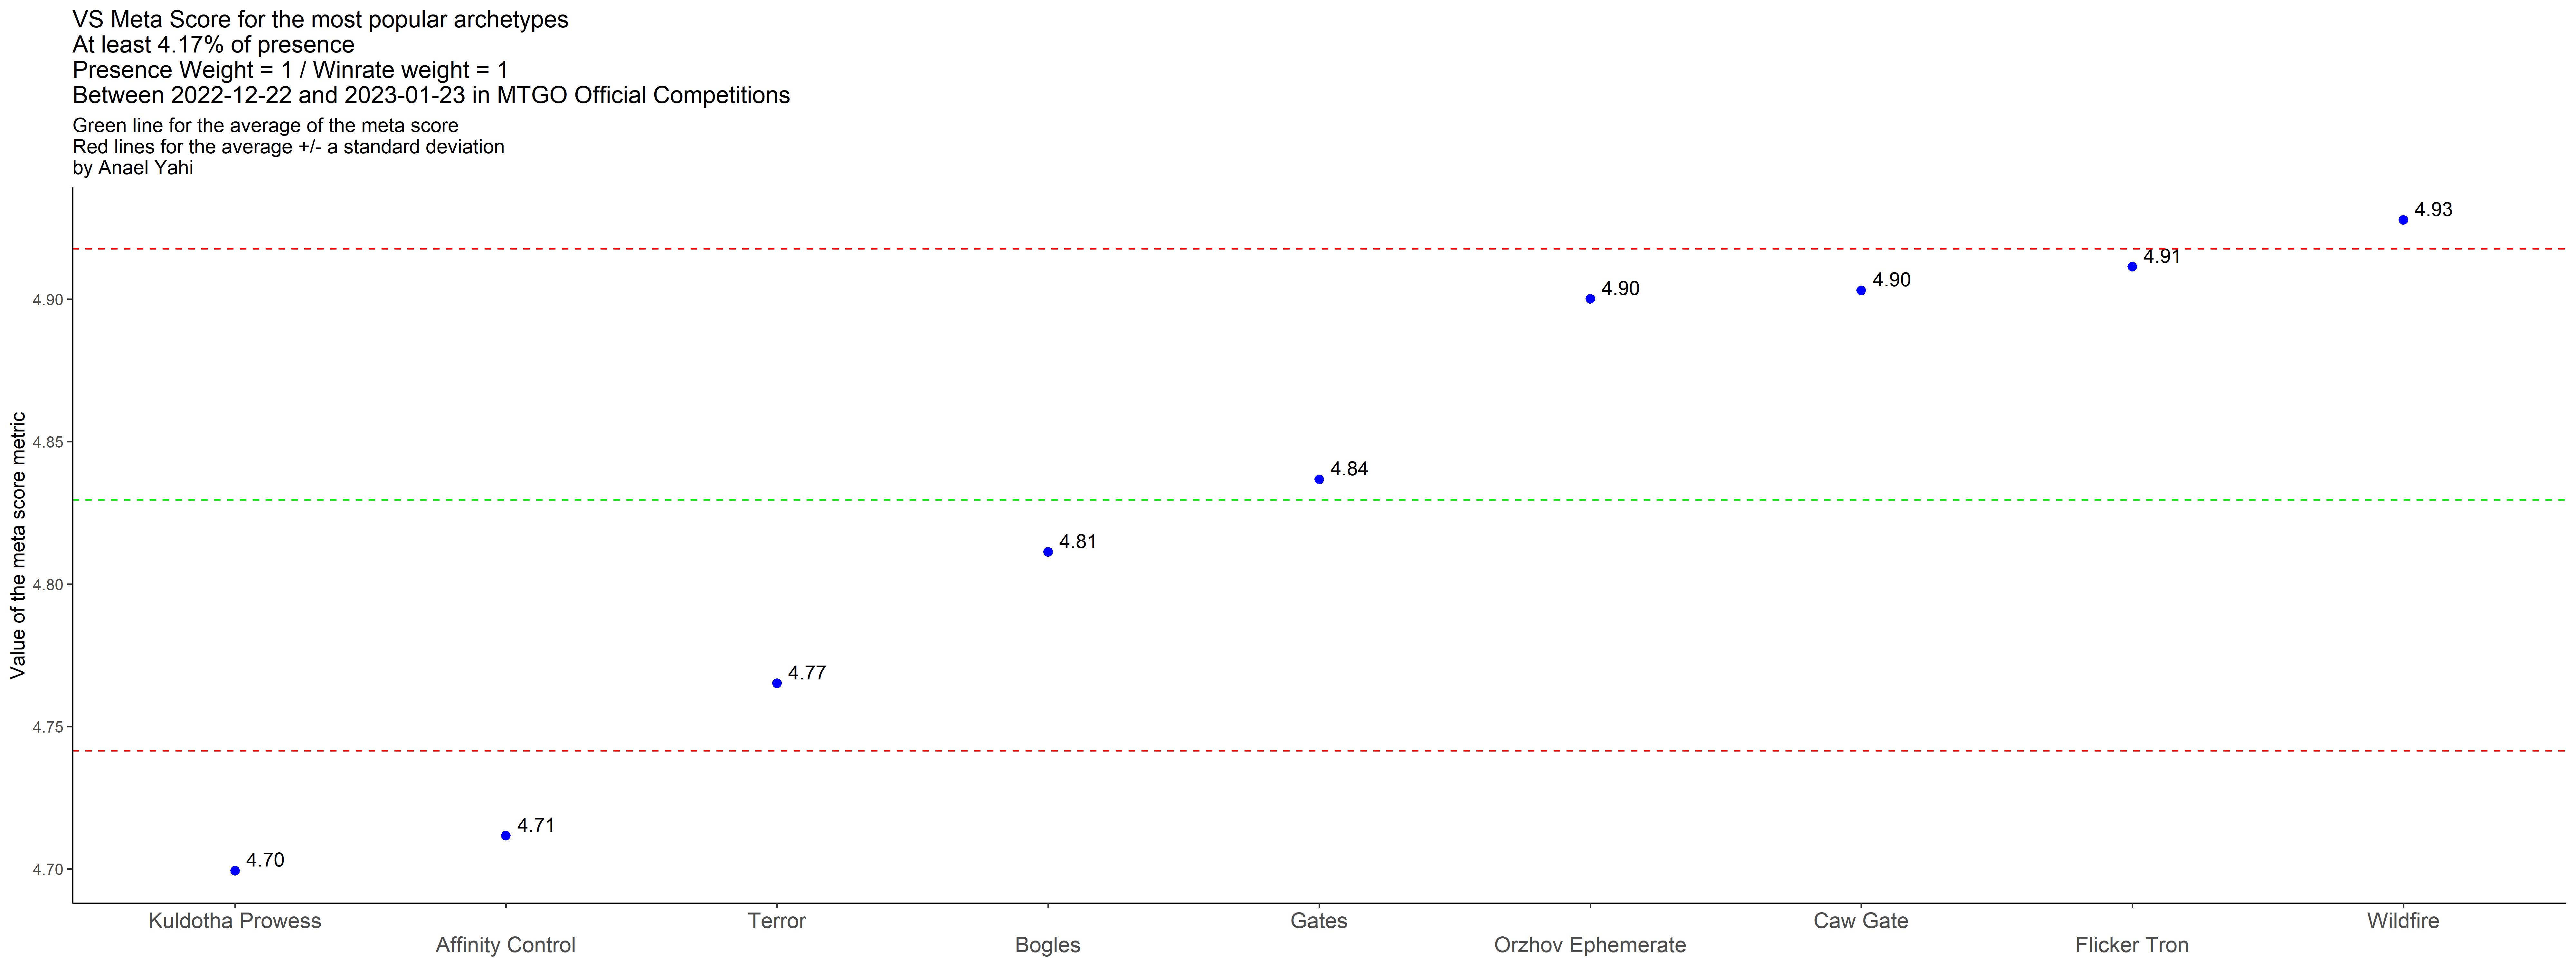 VS Meta Score for the most popular archetypes
At least 4.17% of presence
Presence Weight = 1 / Winrate weight = 1
Between 2022-12-22 and 2023-01-23 in MTGO Official Competitions
Green line for the average of the meta score
Red lines for the average +/- a standard deviation
by Anael Yahi
Value of the meta score metric
4.90
4.85
4.80
4.75
4.70
4.70
4.71
4.77
4.81
4.84
4.90
4.90
4.91
4.93
Kuldotha Prowess
Affinity Control
Terror
Bogles
Gates
Orzhov Ephemerate
Caw Gate
Flicker Tron
Wildfire